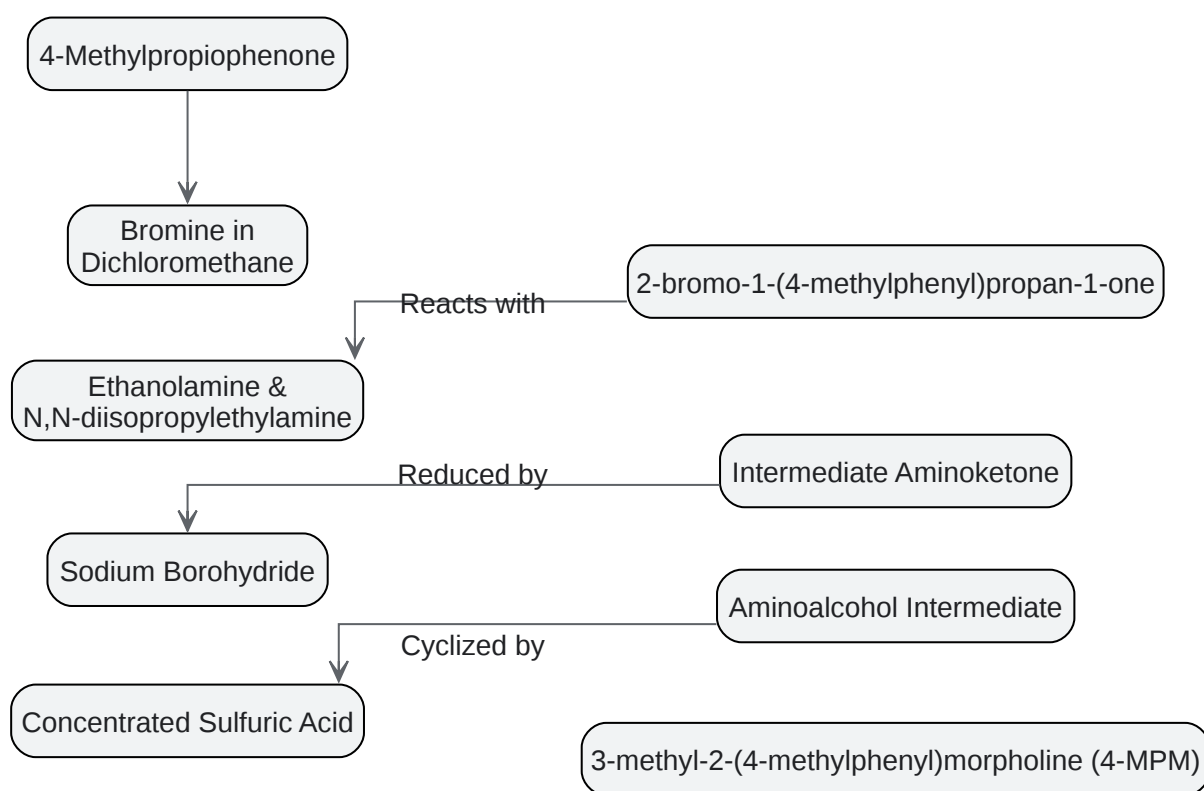 4-Methylpropiophenone
Bromine in
Dichloromethane
2-bromo-1-(4-methylphenyl)propan-1-one
Reacts with
Ethanolamine &
N,N-diisopropylethylamine
Intermediate Aminoketone
Reduced by
Sodium Borohydride
Aminoalcohol Intermediate
Cyclized by
Concentrated Sulfuric Acid
3-methyl-2-(4-methylphenyl)morpholine (4-MPM)